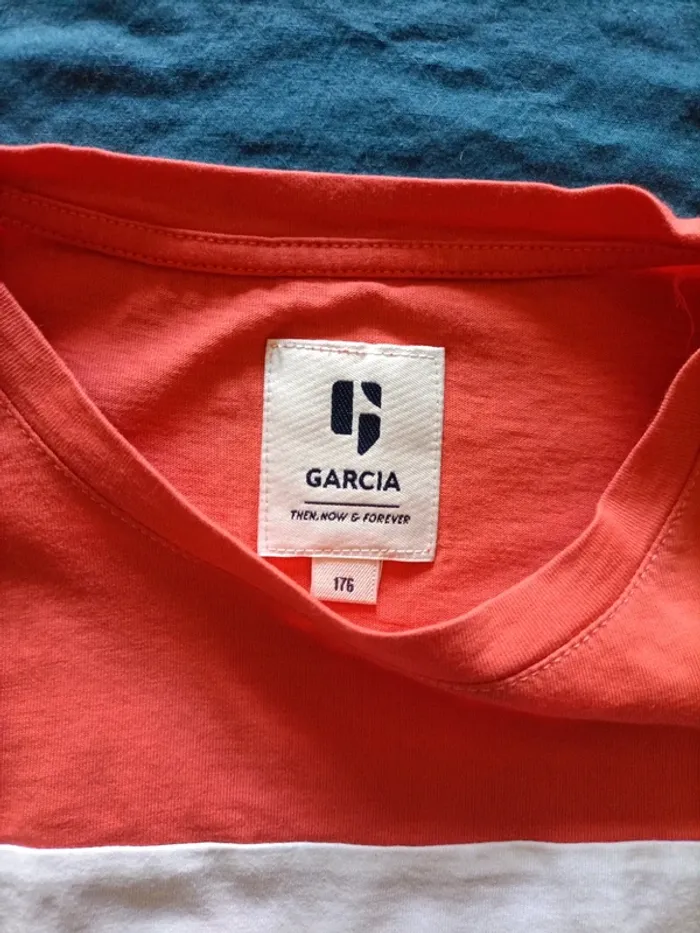 GARCIA
THEN, NOW & FOREVER
176